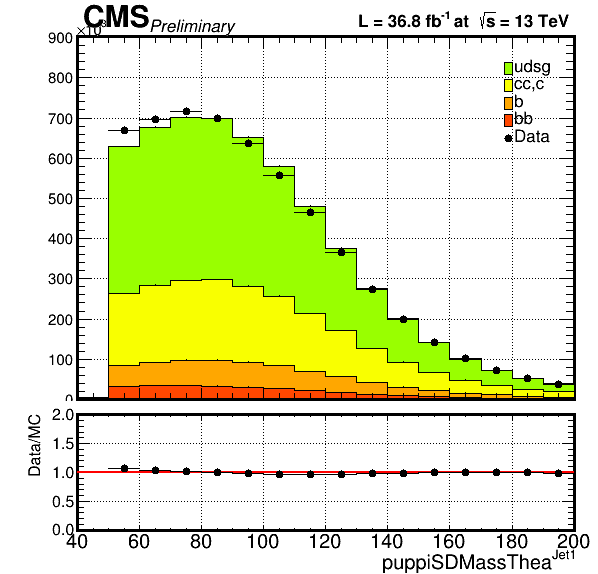 CMS Preliminary L = 36.8 fb-1 at √s = 13 TeV
×10³
900
800
700
600
500
400
300
200
100
0
udsg
cc,c
b
bb
Data
Data/MC
2.0
1.5
1.0
0.5
0.0
40 60 80 100 120 140 160 180 200
puppiSDMassThea Jet1